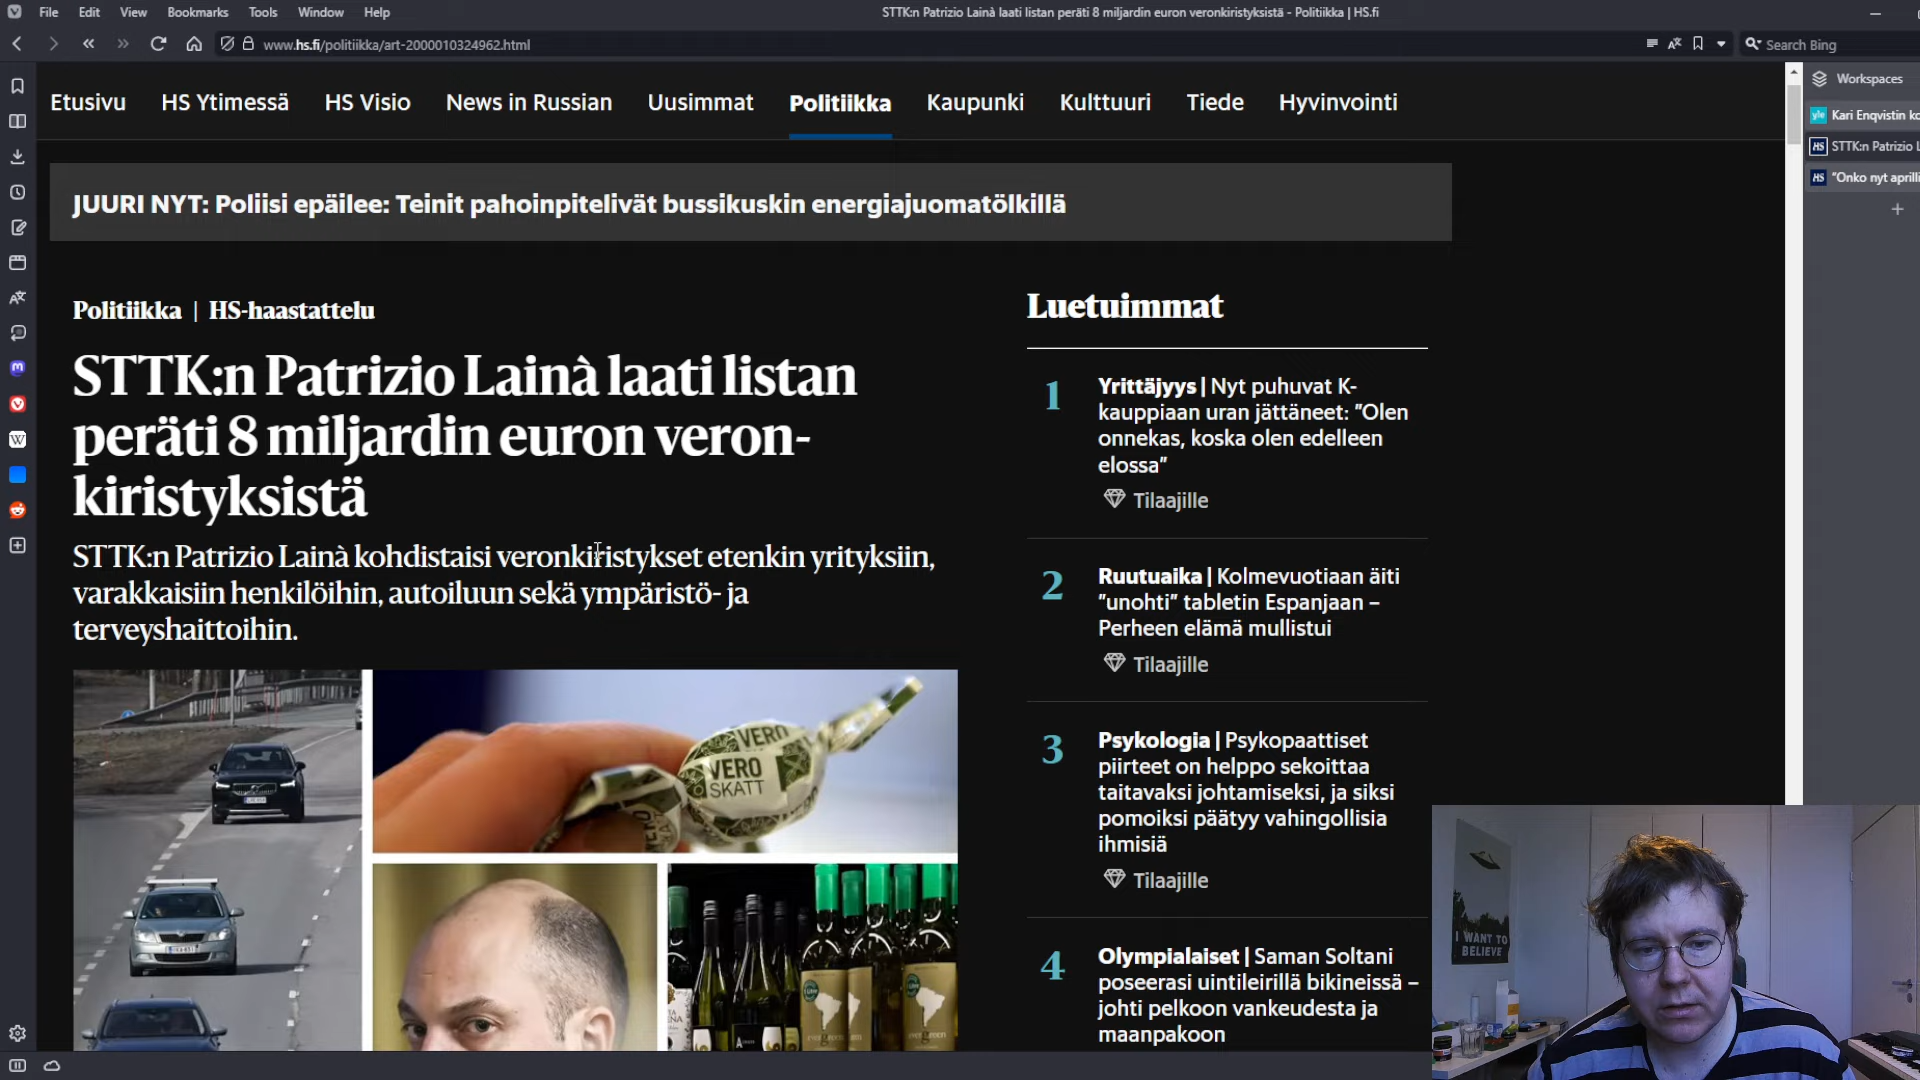 File Edit View Bookmarks Tools Window Help
STTK:n Patrizio Lainà laati listan peräti 8 miljardin euron veronkiristyksistä - Politiikka | HS.fi
www.hs.fi/politiikka/art-2000010324962.html
Search Bing
Workspaces
Kari Enqvistin ko
STTK:n Patrizio L
"Onko nyt aprilli
Etusivu HS Ytimessä HS Visio News in Russian Uusimmat Politiikka Kaupunki Kulttuuri Tiede Hyvinvointi
JUURI NYT: Poliisi epäilee: Teinit pahoinpitelivät bussikuskin energiajuomatölkillä
Politiikka | HS-haastattelu
STTK:n Patrizio Lainà laati listan
peräti 8 miljardin euron veron-
kiristyksistä
STTK:n Patrizio Lainà kohdistaisi veronkiristykset etenkin yrityksiin,
varakkaisiin henkilöihin, autoiluun sekä ympäristö- ja
terveyshaittoihin.
VERO
VERO
SKATT
Luetuimmat
1
Yrittäjyys | Nyt puhuvat K-
kauppiaan uran jättäneet: "Olen
onnekas, koska olen edelleen
elossa"
Tilaajille
2
Ruutuaika | Kolmevuotiaan äiti
"unohti" tabletin Espanjaan –
Perheen elämä mullistui
Tilaajille
3
Psykologia | Psykopaattiset
piirteet on helppo sekoittaa
taitavaksi johtamiseksi, ja siksi
pomoiksi päätyy vahingollisia
ihmisiä
Tilaajille
4
Olympialaiset | Saman Soltani
poseerasi uintileirillä bikineissä –
johti pelkoon vankeudesta ja
maanpakoon
I WANT TO
BELIEVE